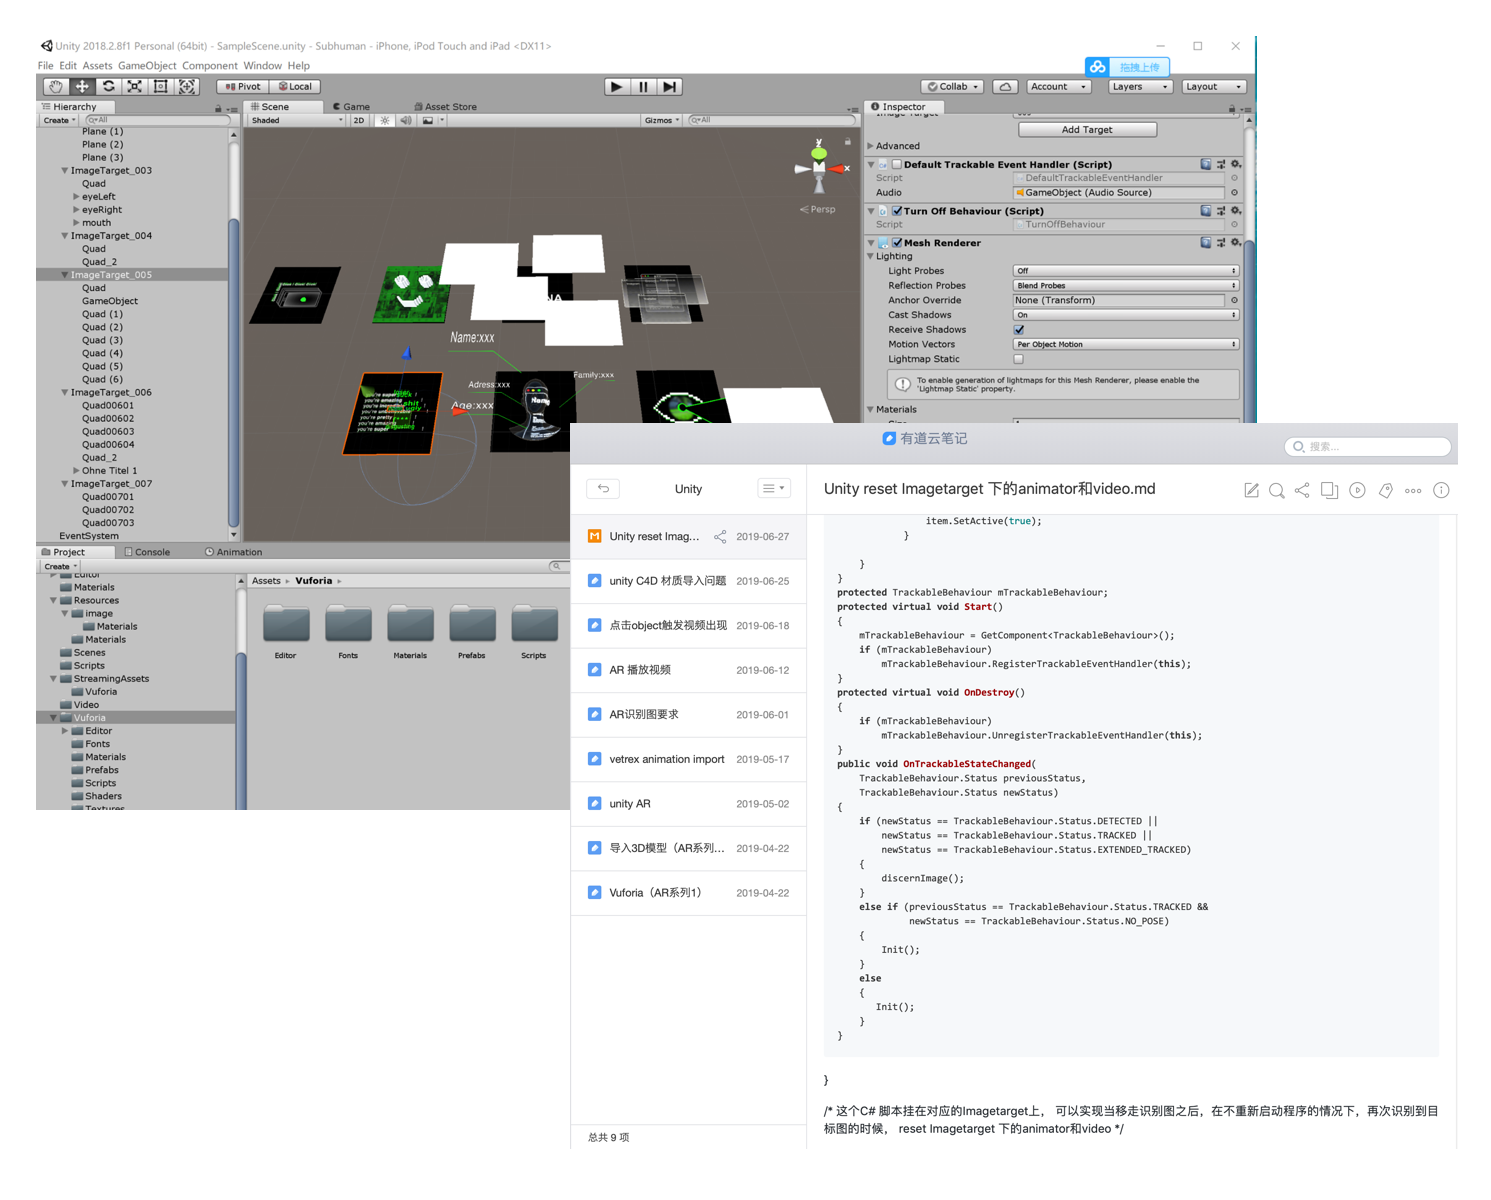 Unity 2018.2.8f1 Personal (64bit) - SampleScene.unity - Subhuman - iPhone, iPod Touch and iPad <DX11>
File Edit Assets GameObject Component Window Help
拖拽上传
Pivot Local
Collab Account Layers Layout
Hierarchy
Create All
Plane (1)
Plane (2)
Plane (3)
ImageTarget_003
Quad
eyeLeft
eyeRight
mouth
ImageTarget_004
Quad
Quad_2
ImageTarget_005
Quad
GameObject
Quad (1)
Quad (2)
Quad (3)
Quad (4)
Quad (5)
Quad (6)
ImageTarget_006
Quad00601
Quad00602
Quad00603
Quad00604
Quad_2
Ohne Titel 1
ImageTarget_007
Quad00701
Quad00702
Quad00703
EventSystem
Scene Game Asset Store
Shaded 2D Gizmos All
y
x
Persp
NA
Name:xxx
Adress:xxx
Family:xxx
Age:xxx
Name
Inspector
Image Target
Add Target
Advanced
Default Trackable Event Handler (Script)
Script DefaultTrackableEventHandler
Audio GameObject (Audio Source)
Turn Off Behaviour (Script)
Script TurnOffBehaviour
Mesh Renderer
Lighting
Light Probes Off
Reflection Probes Blend Probes
Anchor Override None (Transform)
Cast Shadows On
Receive Shadows
Motion Vectors Per Object Motion
Lightmap Static
To enable generation of lightmaps for this Mesh Renderer, please enable the
'Lightmap Static' property.
Materials
Project Console Animation
Create
Editor
Materials
Resources
image
Materials
Materials
Scenes
Scripts
StreamingAssets
Vuforia
Video
Vuforia
Editor
Fonts
Materials
Prefabs
Scripts
Shaders
Textures
Assets Vuforia
Editor Fonts Materials Prefabs Scripts
有道云笔记
搜索...
Unity
Unity reset Imag... 2019-06-27
unity C4D 材质导入问题 2019-06-25
点击object触发视频出现 2019-06-18
AR 播放视频 2019-06-12
AR识别图要求 2019-06-01
vetrex animation import 2019-05-17
unity AR 2019-05-02
导入3D模型（AR系列... 2019-04-22
Vuforia（AR系列1） 2019-04-22
总共 9 项
Unity reset Imagetarget 下的animator和video.md
item.SetActive(true);
}
}
}
protected TrackableBehaviour mTrackableBehaviour;
protected virtual void Start()
{
mTrackableBehaviour = GetComponent<TrackableBehaviour>();
if (mTrackableBehaviour)
mTrackableBehaviour.RegisterTrackableEventHandler(this);
}
protected virtual void OnDestroy()
{
if (mTrackableBehaviour)
mTrackableBehaviour.UnregisterTrackableEventHandler(this);
}
public void OnTrackableStateChanged(
TrackableBehaviour.Status previousStatus,
TrackableBehaviour.Status newStatus)
{
if (newStatus == TrackableBehaviour.Status.DETECTED ||
newStatus == TrackableBehaviour.Status.TRACKED ||
newStatus == TrackableBehaviour.Status.EXTENDED_TRACKED)
{
discernImage();
}
else if (previousStatus == TrackableBehaviour.Status.TRACKED &&
newStatus == TrackableBehaviour.Status.NO_POSE)
{
Init();
}
else
{
Init();
}
}
}
/* 这个C# 脚本挂在对应的Imagetarget上， 可以实现当移走识别图之后，在不重新启动程序的情况下，再次识别到目
标图的时候， reset Imagetarget 下的animator和video */